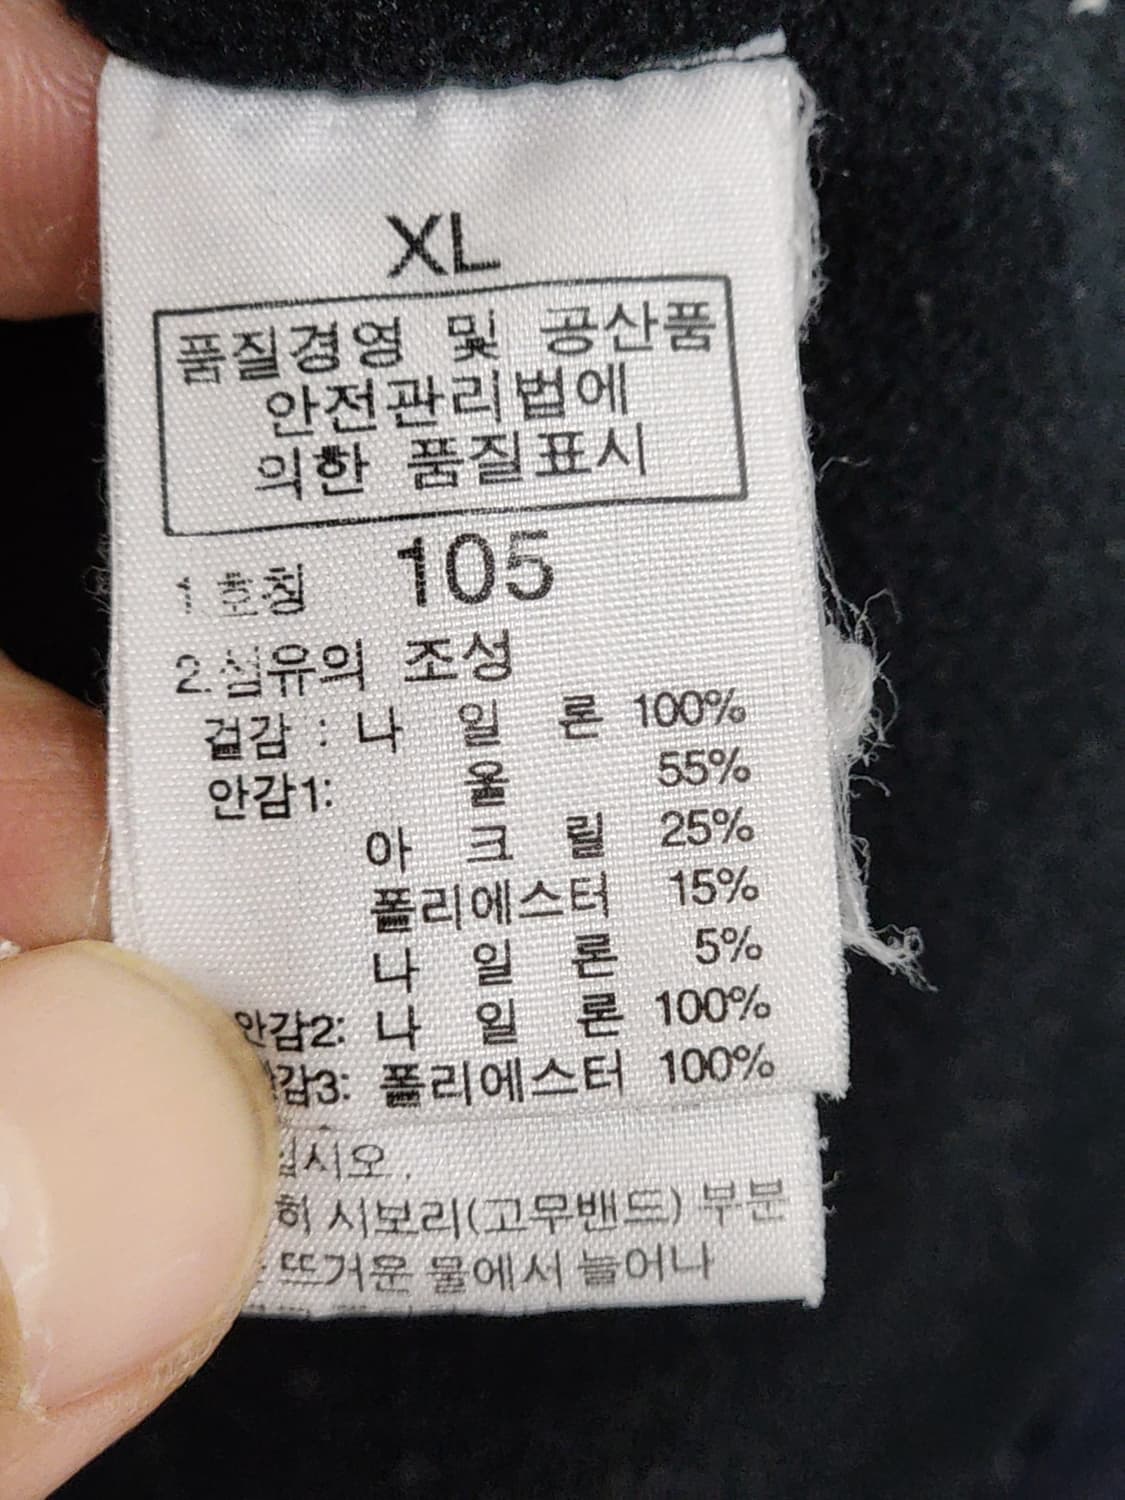 XL
품질경영 및 공산품
안전관리법에
의한 품질표시
1. 호칭 105
2. 섬유의 조성
겉감 : 나 일 론 100%
안감1: 울 55%
아 크 릴 25%
폴리에스터 15%
나 일 론 5%
안감2: 나 일 론 100%
감3: 폴리에스터 100%
십시오.
히 시보리(고무밴드) 부분
뜨거운 물에서 늘어나